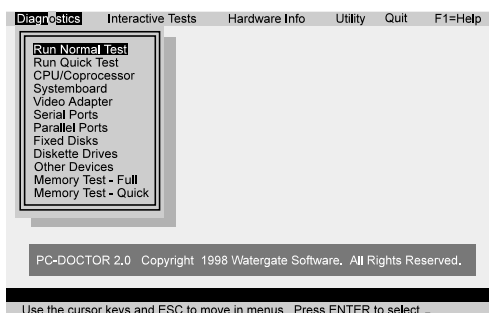 Diagnostics Interactive Tests Hardware Info Utility Quit F1=Help
Run Normal Test
Run Quick Test
CPU/Coprocessor
Systemboard
Video Adapter
Serial Ports
Parallel Ports
Fixed Disks
Diskette Drives
Other Devices
Memory Test - Full
Memory Test - Quick
PC-DOCTOR 2.0 Copyright 1998 Watergate Software. All Rights Reserved.
Use the cursor keys and ESC to move in menus Press ENTER to select